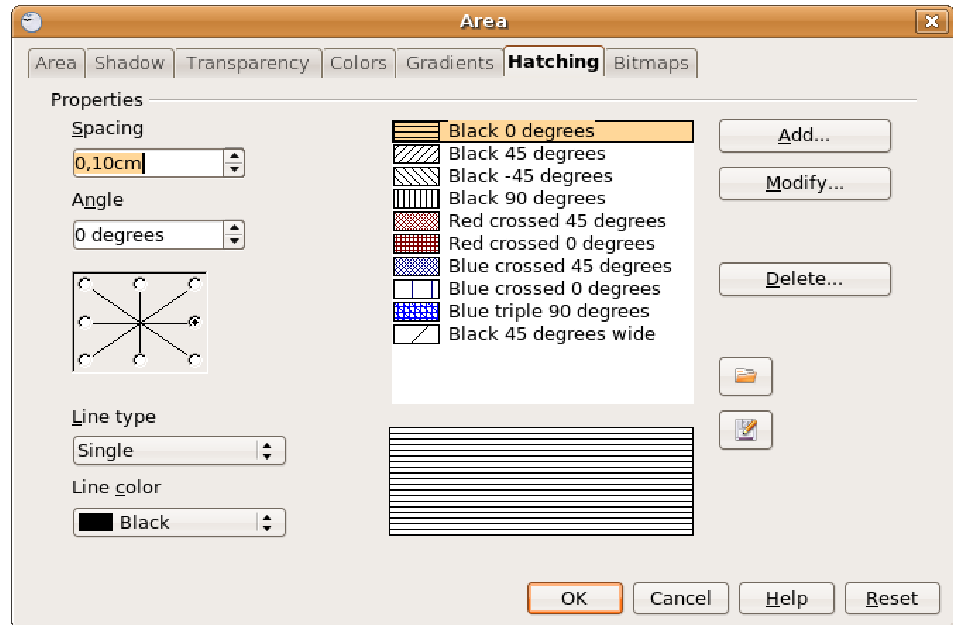 Area
Area Shadow Transparency Colors Gradients Hatching Bitmaps
Properties
Spacing
0,10cm
Angle
0 degrees
Line type
Single
Line color
Black
Black 0 degrees
Black 45 degrees
Black -45 degrees
Black 90 degrees
Red crossed 45 degrees
Red crossed 0 degrees
Blue crossed 45 degrees
Blue crossed 0 degrees
Blue triple 90 degrees
Black 45 degrees wide
Add...
Modify...
Delete...
OK Cancel Help Reset